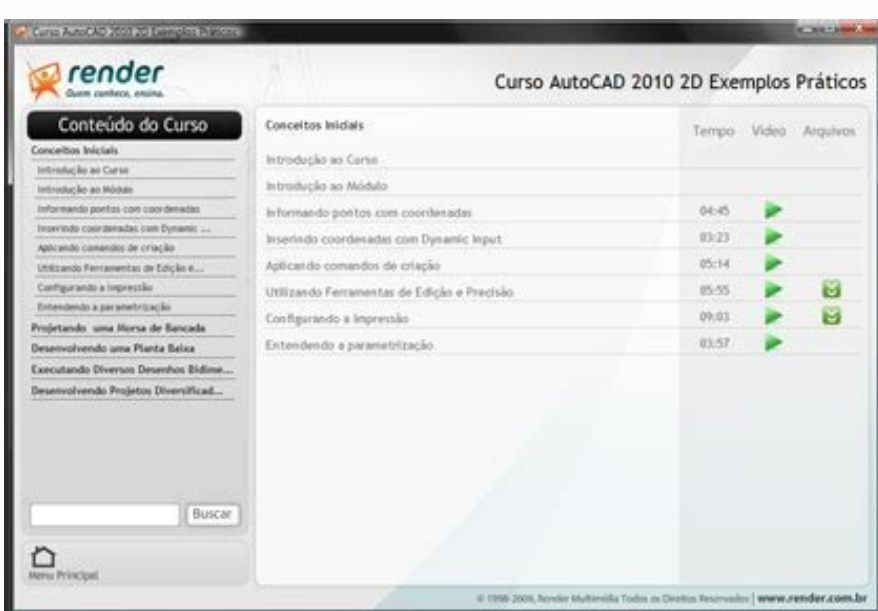 Curso AutoCAD 2010 2D Exemplos Práticos
render
Quem conhece, ensina.
Curso AutoCAD 2010 2D Exemplos Práticos
Conteúdo do Curso
Conceitos Iniciais
Introdução ao Curso
Introdução ao Módulo
Informando pontos com coordenadas
Inserindo coordenadas com Dynamic ...
Aplicando comandos de criação
Utilizando Ferramentas de Edição e...
Configurando a Impressão
Entendendo a parametrização
Projetando uma Morsa de Bancada
Desenvolvendo uma Planta Baixa
Executando Diversos Desenhos Bidime...
Desenvolvendo Projetos Diversificad...
Buscar
Menu Principal
Conceitos Iniciais
Tempo Vídeo Arquivos
Introdução ao Curso
Introdução ao Módulo
Informando pontos com coordenadas 04:45
Inserindo coordenadas com Dynamic Input 03:23
Aplicando comandos de criação 05:14
Utilizando Ferramentas de Edição e Precisão 05:55
Configurando a Impressão 09:03
Entendendo a parametrização 03:57
© 1998-2009, Render Multimídia Todos os Direitos Reservados | www.render.com.br